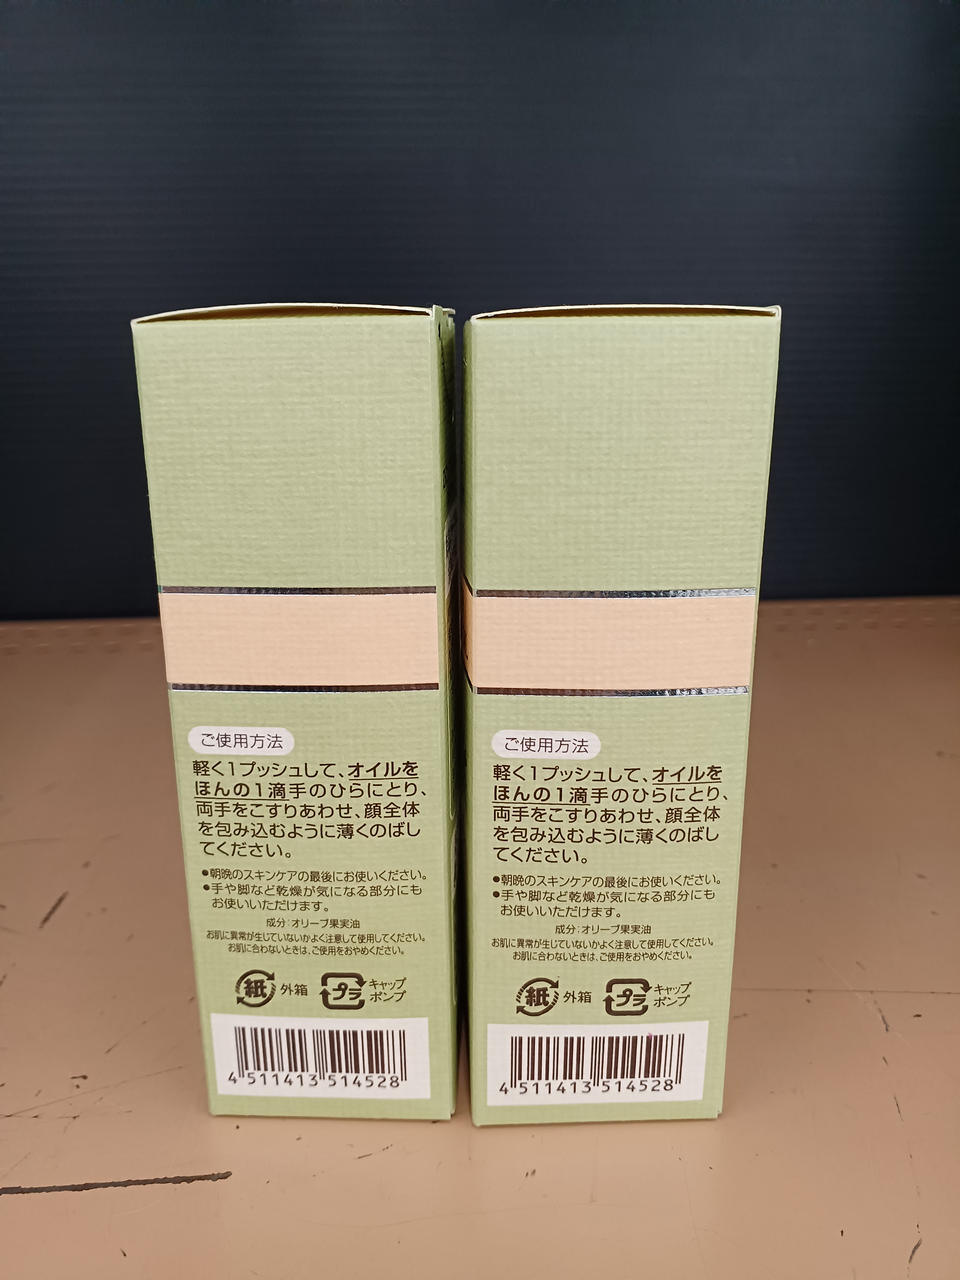 ご使用方法
軽く1プッシュして、オイルを
ほんの1滴手のひらにとり、
両手をこすりあわせ、顔全体
を包み込むように薄くのばし
てください。
●朝晩のスキンケアの最後にお使いください。
●手や脚など乾燥が気になる部分にも
お使いいただけます。
成分：オリーブ果実油
お肌に異常が生じていないかよく注意して使用してください。
お肌に合わないときは、ご使用をおやめください。
紙 外箱 プラ キャップ
ポンプ
4 511413 514528
ご使用方法
軽く1プッシュして、オイルを
ほんの1滴手のひらにとり、
両手をこすりあわせ、顔全体
を包み込むように薄くのばし
てください。
●朝晩のスキンケアの最後にお使いください。
●手や脚など乾燥が気になる部分にも
お使いいただけます。
成分：オリーブ果実油
お肌に異常が生じていないかよく注意して使用してください。
お肌に合わないときは、ご使用をおやめください。
紙 外箱 プラ キャップ
ポンプ
4 511413 514528